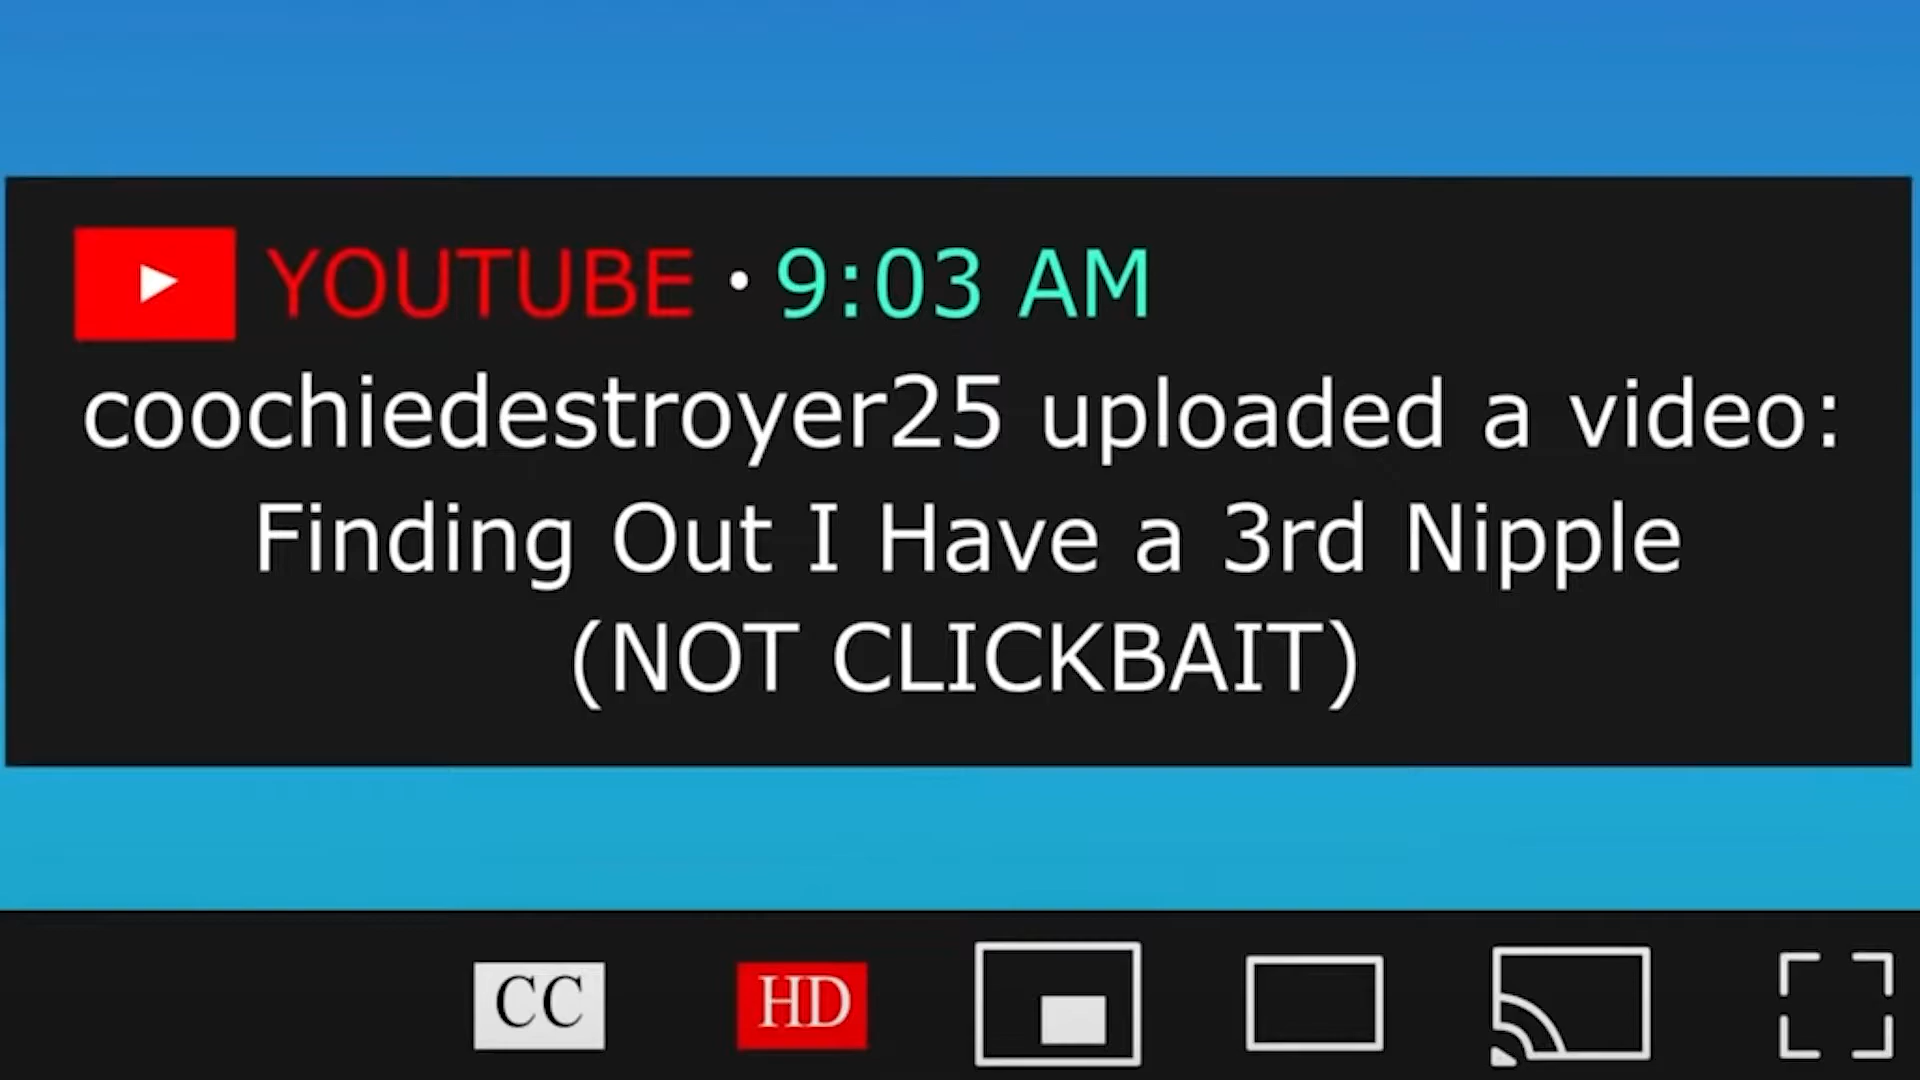 YOUTUBE · 9:03 AM
coochiedestroyer25 uploaded a video:
Finding Out I Have a 3rd Nipple
(NOT CLICKBAIT)
CC HD